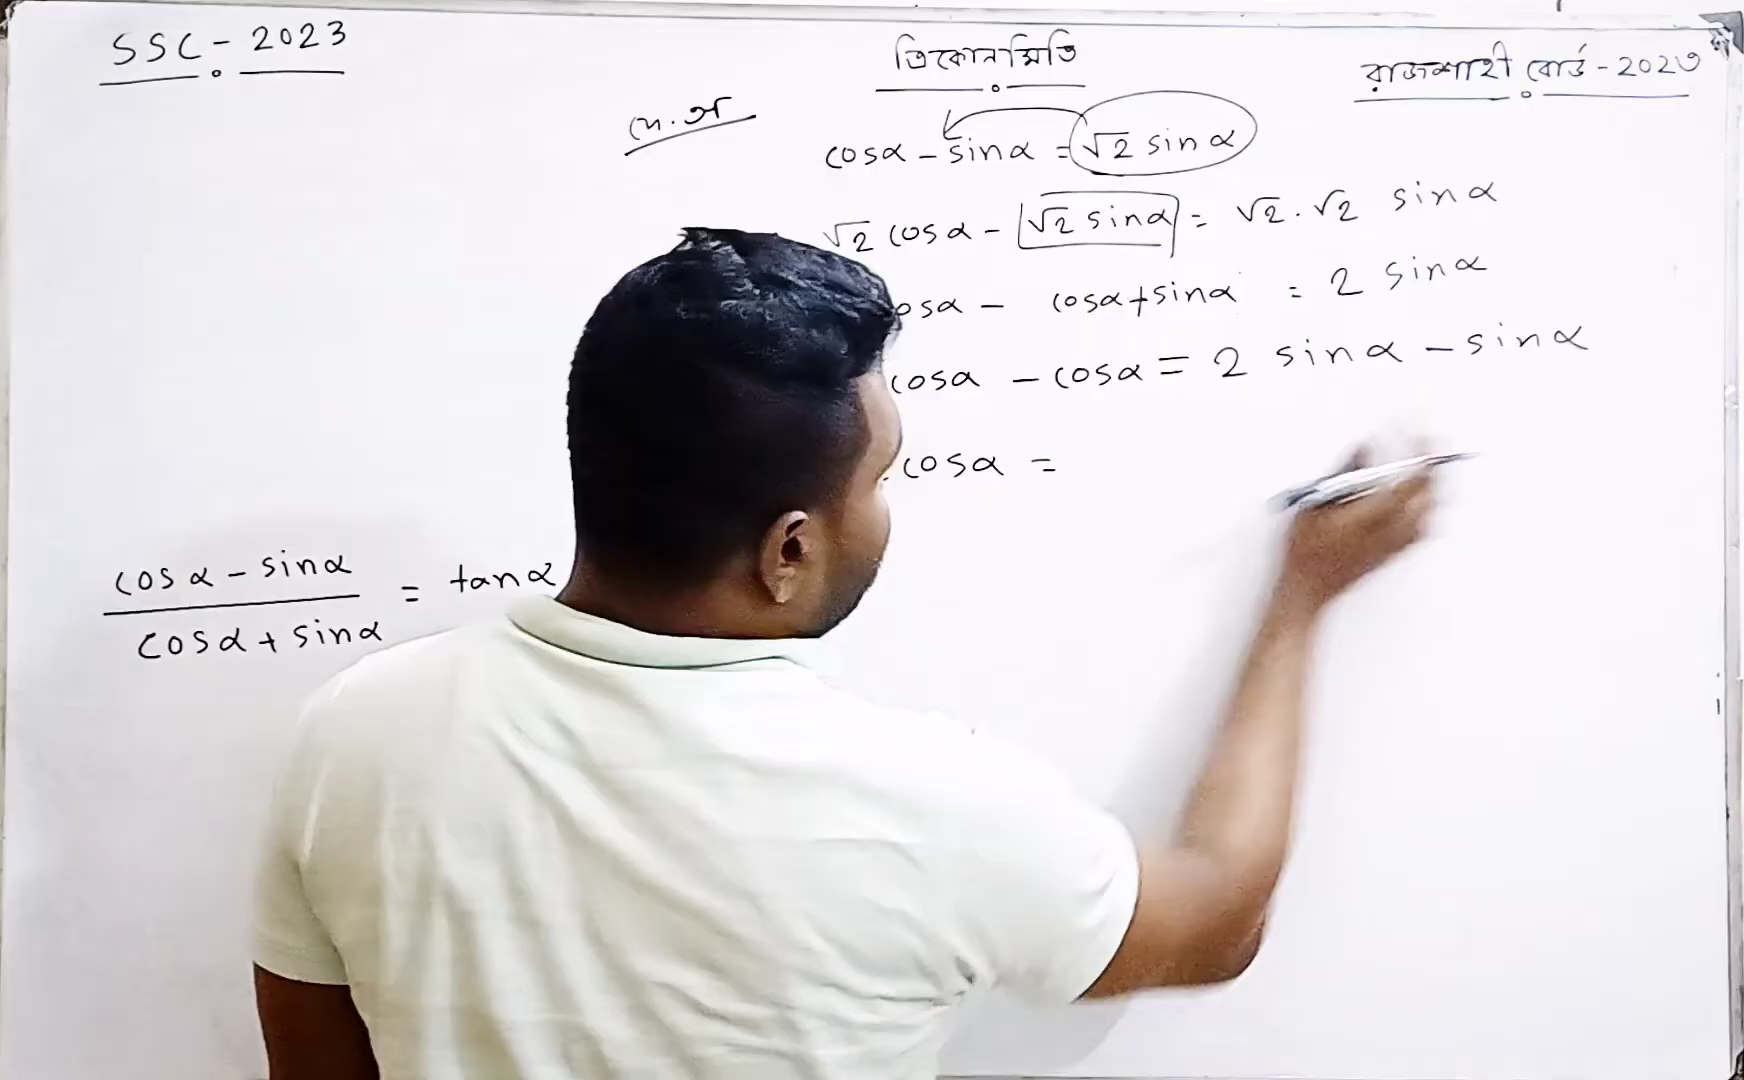 SSC - 2023
ত্রিকোনমিতি
রাজশাহী বোর্ড - 202৩
cosα - sinα = √2 sinα
√2 cosα - √2 sinα = √2 . √2 sinα
osα - cosα + sinα = 2 sinα
cosα - cosα = 2 sinα - sinα
cosα =
cosα - sinα
= tanα
cosα + sinα